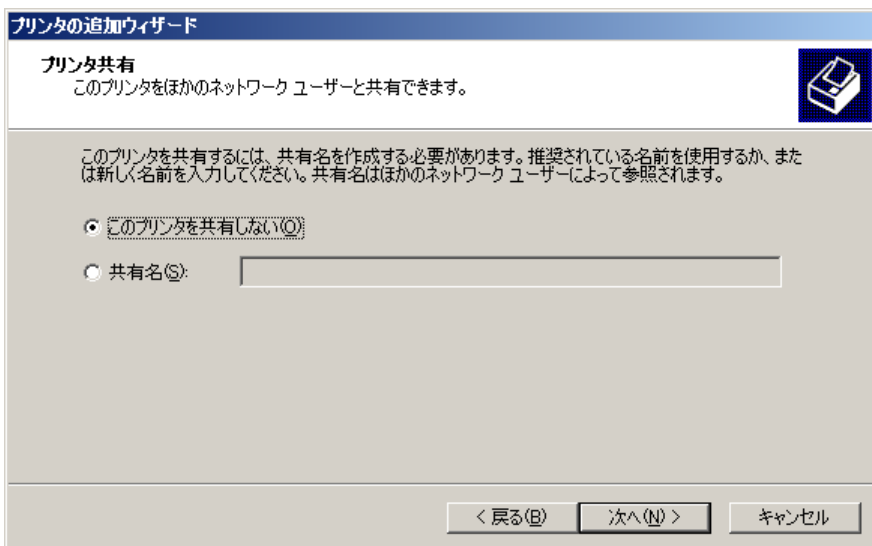 プリンタの追加ウィザード
プリンタ共有
このプリンタをほかのネットワーク ユーザーと共有できます。
このプリンタを共有するには、共有名を作成する必要があります。推奨されている名前を使用するか、また
は新しく名前を入力してください。共有名はほかのネットワーク ユーザーによって参照されます。
このプリンタを共有しない(O)
共有名(S):
< 戻る(B)
次へ(N) >
キャンセル